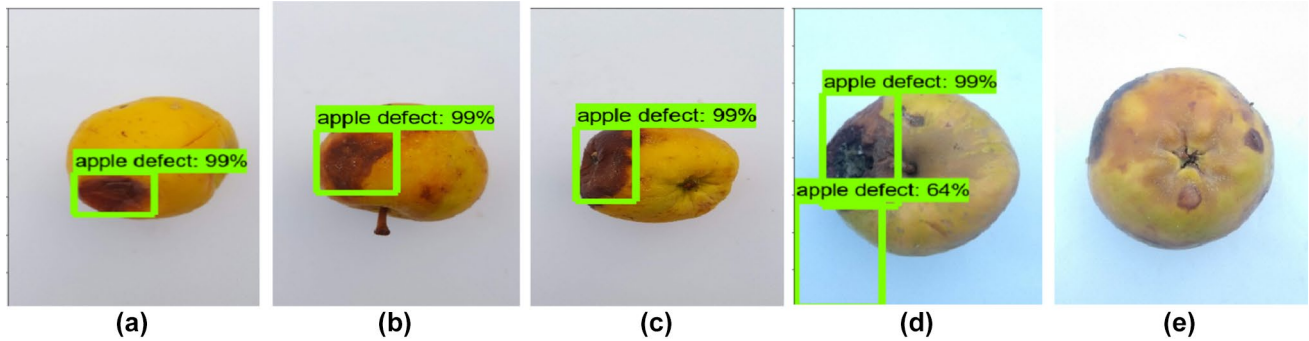 apple defect: 99%
apple defect: 99%
apple defect: 99%
apple defect: 99%
apple defect: 64%
(a)
(b)
(c)
(d)
(e)